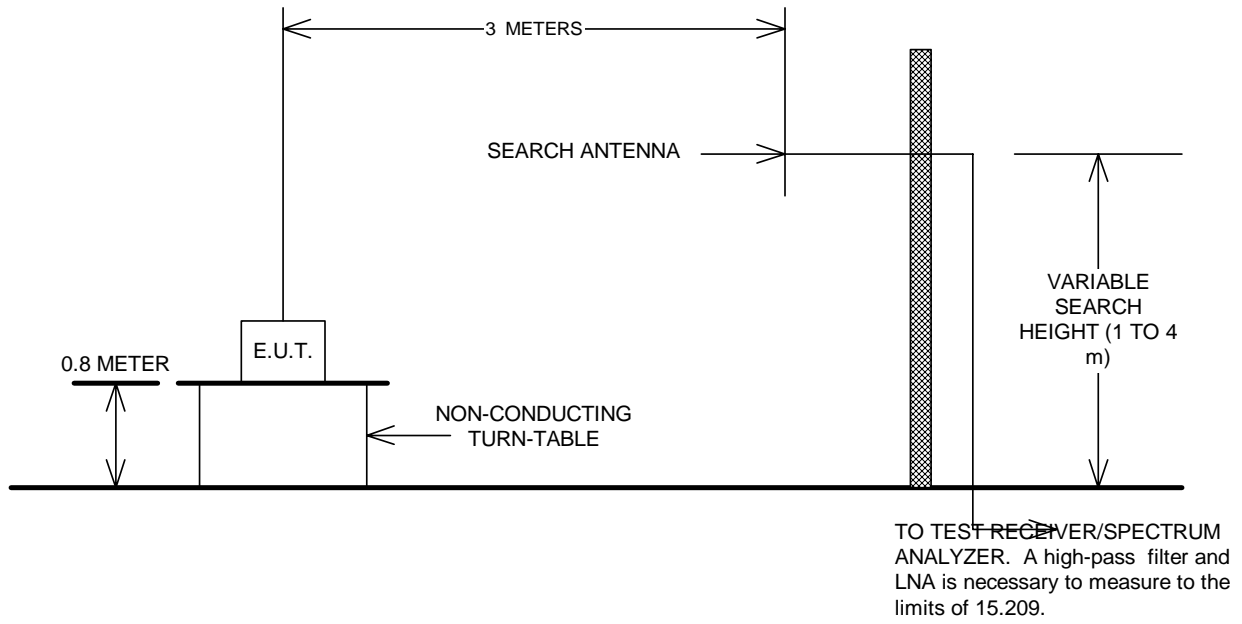 3 METERS
SEARCH ANTENNA
VARIABLE
SEARCH
HEIGHT (1 TO 4
m)
E.U.T.
0.8 METER
NON-CONDUCTING
TURN-TABLE
TO TEST RECEIVER/SPECTRUM
ANALYZER. A high-pass filter and
LNA is necessary to measure to the
limits of 15.209.